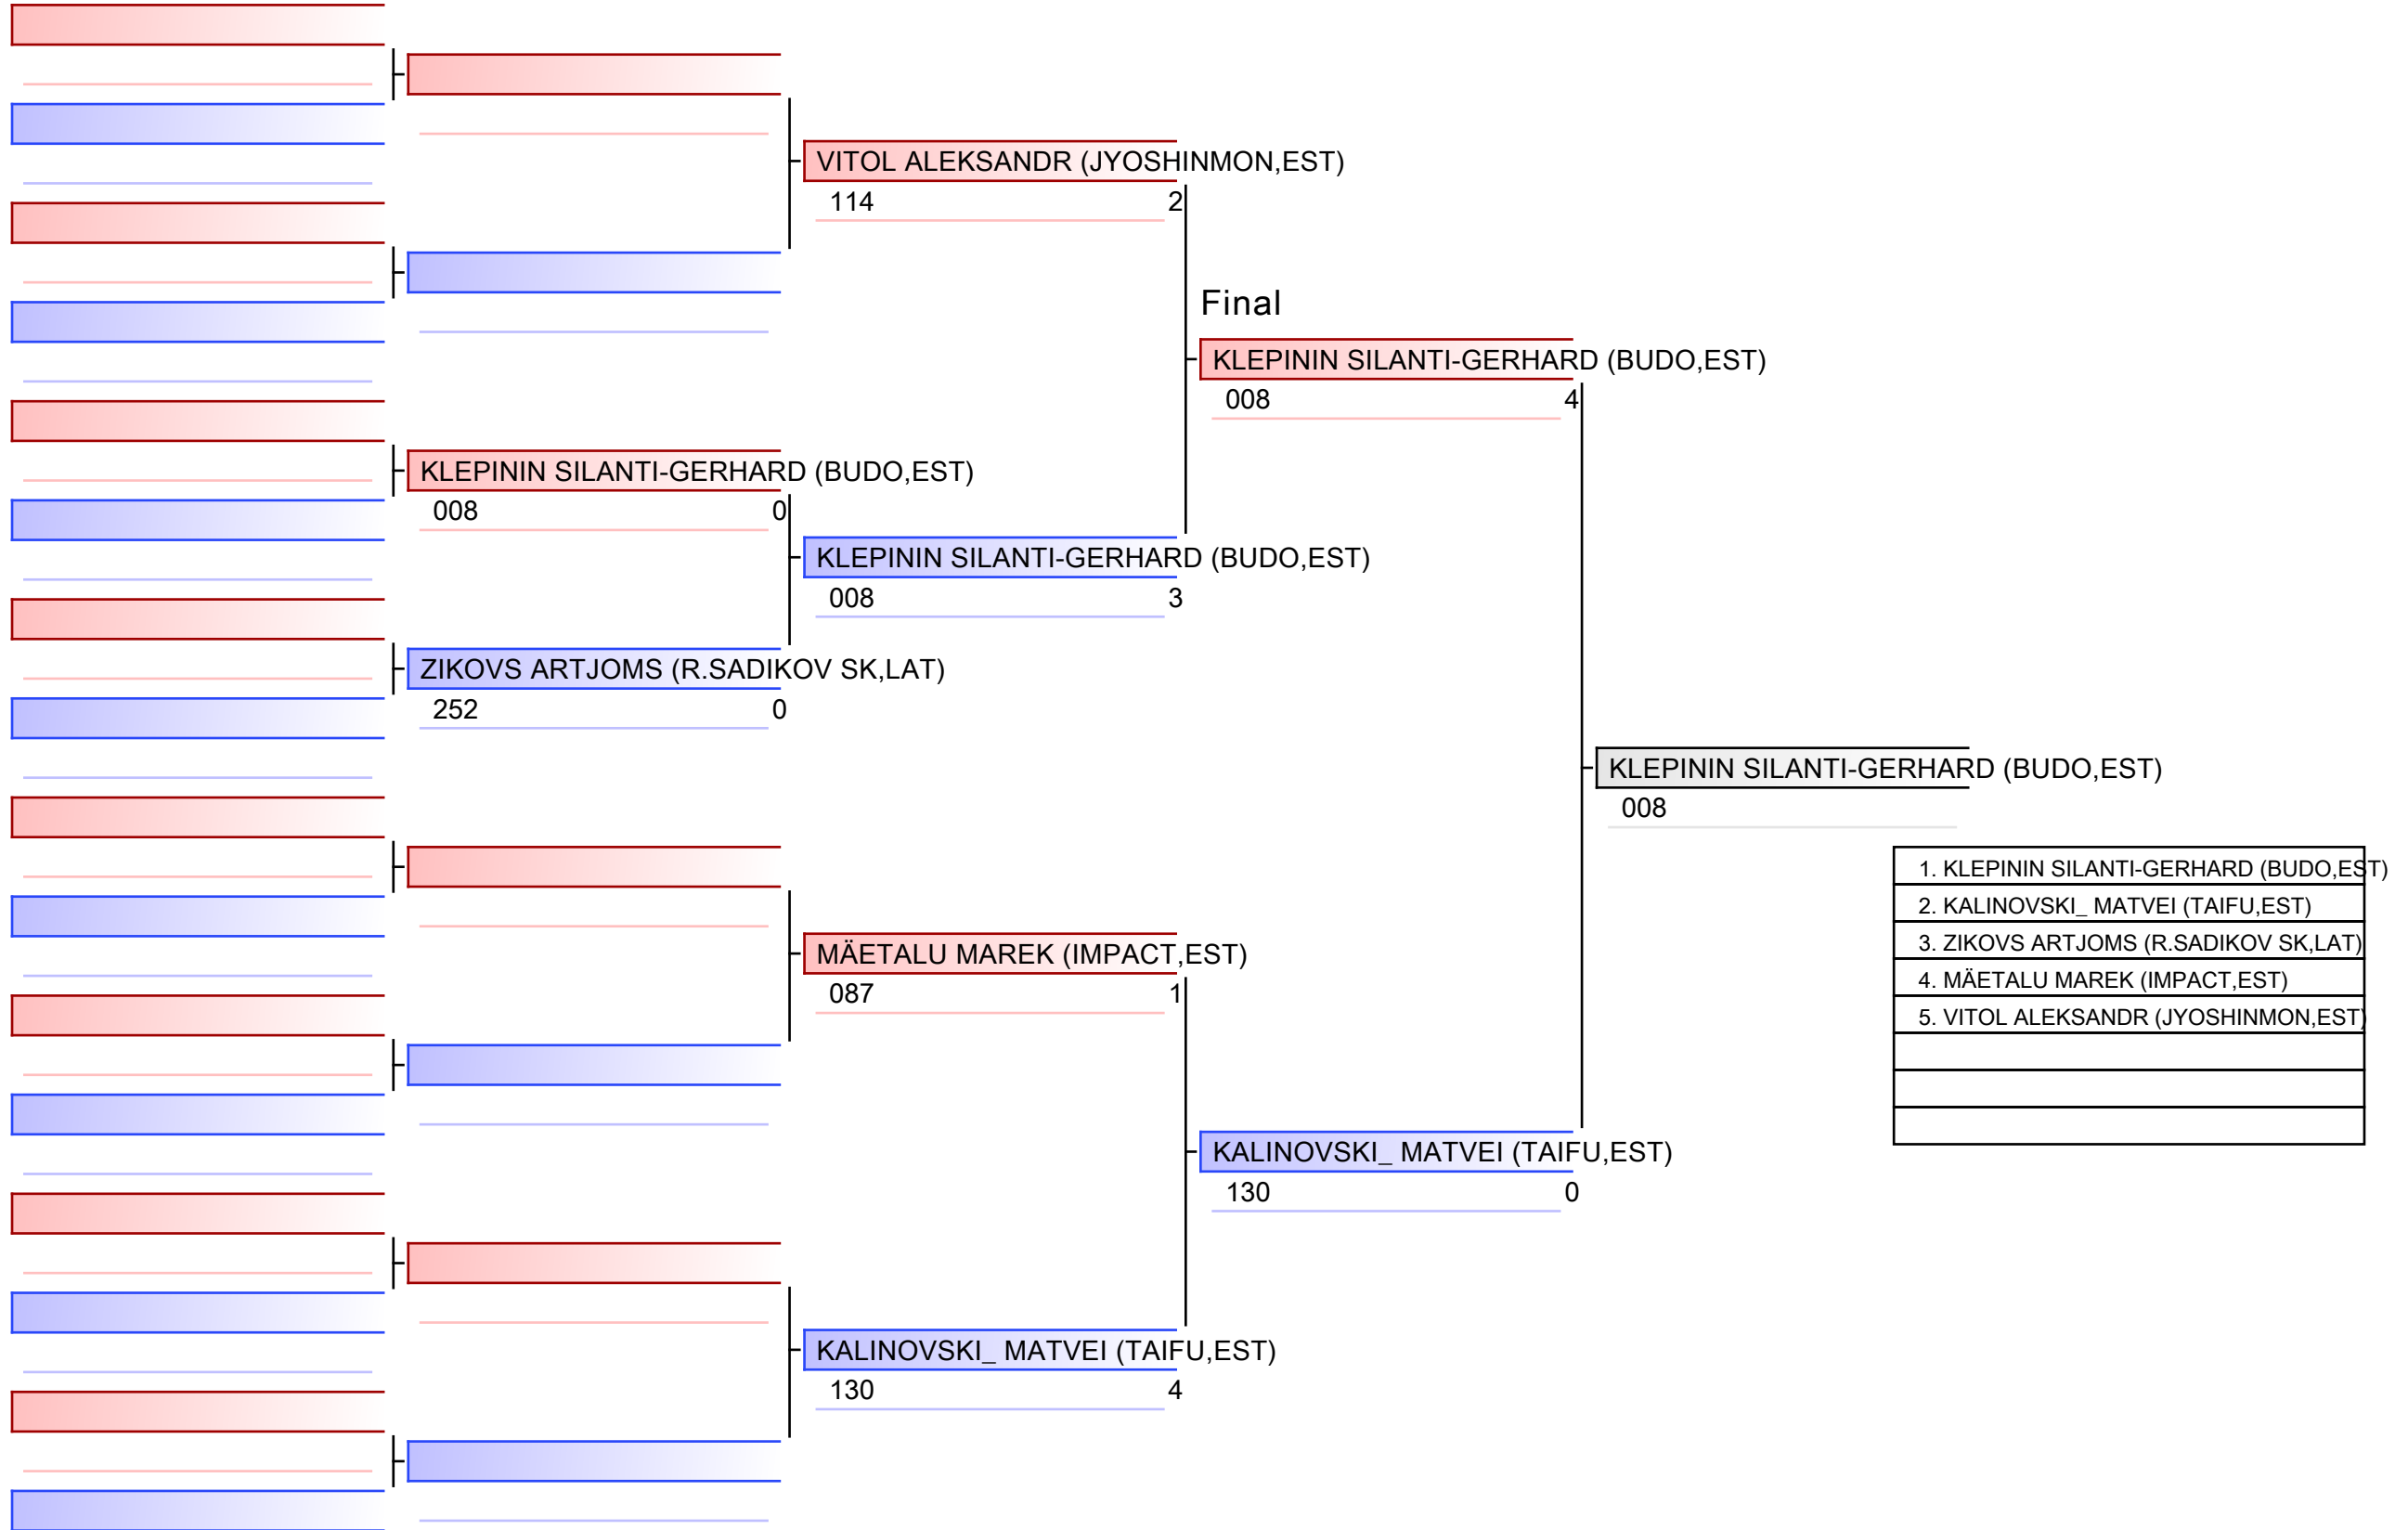 VITOL ALEKSANDR (JYOSHINMON,EST)
114 2
Final
KLEPININ SILANTI-GERHARD (BUDO,EST)
008 4
KLEPININ SILANTI-GERHARD (BUDO,EST)
008 0
KLEPININ SILANTI-GERHARD (BUDO,EST)
008 3
ZIKOVS ARTJOMS (R.SADIKOV SK,LAT)
252 0
KLEPININ SILANTI-GERHARD (BUDO,EST)
008
1. KLEPININ SILANTI-GERHARD (BUDO,EST)
2. KALINOVSKI_ MATVEI (TAIFU,EST)
3. ZIKOVS ARTJOMS (R.SADIKOV SK,LAT)
4. MÄETALU MAREK (IMPACT,EST)
5. VITOL ALEKSANDR (JYOSHINMON,EST)
MÄETALU MAREK (IMPACT,EST)
087 1
KALINOVSKI_ MATVEI (TAIFU,EST)
130 0
KALINOVSKI_ MATVEI (TAIFU,EST)
130 4